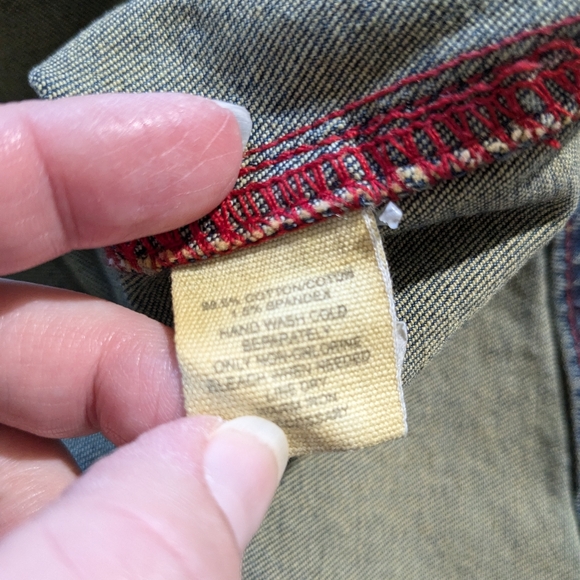 98.5% COTTON/COTON
1.5% SPANDEX
HAND WASH COLD
SEPARATELY
ONLY NON-CHLORINE
BLEACH WHEN NEEDED
LINE DRY
IRON